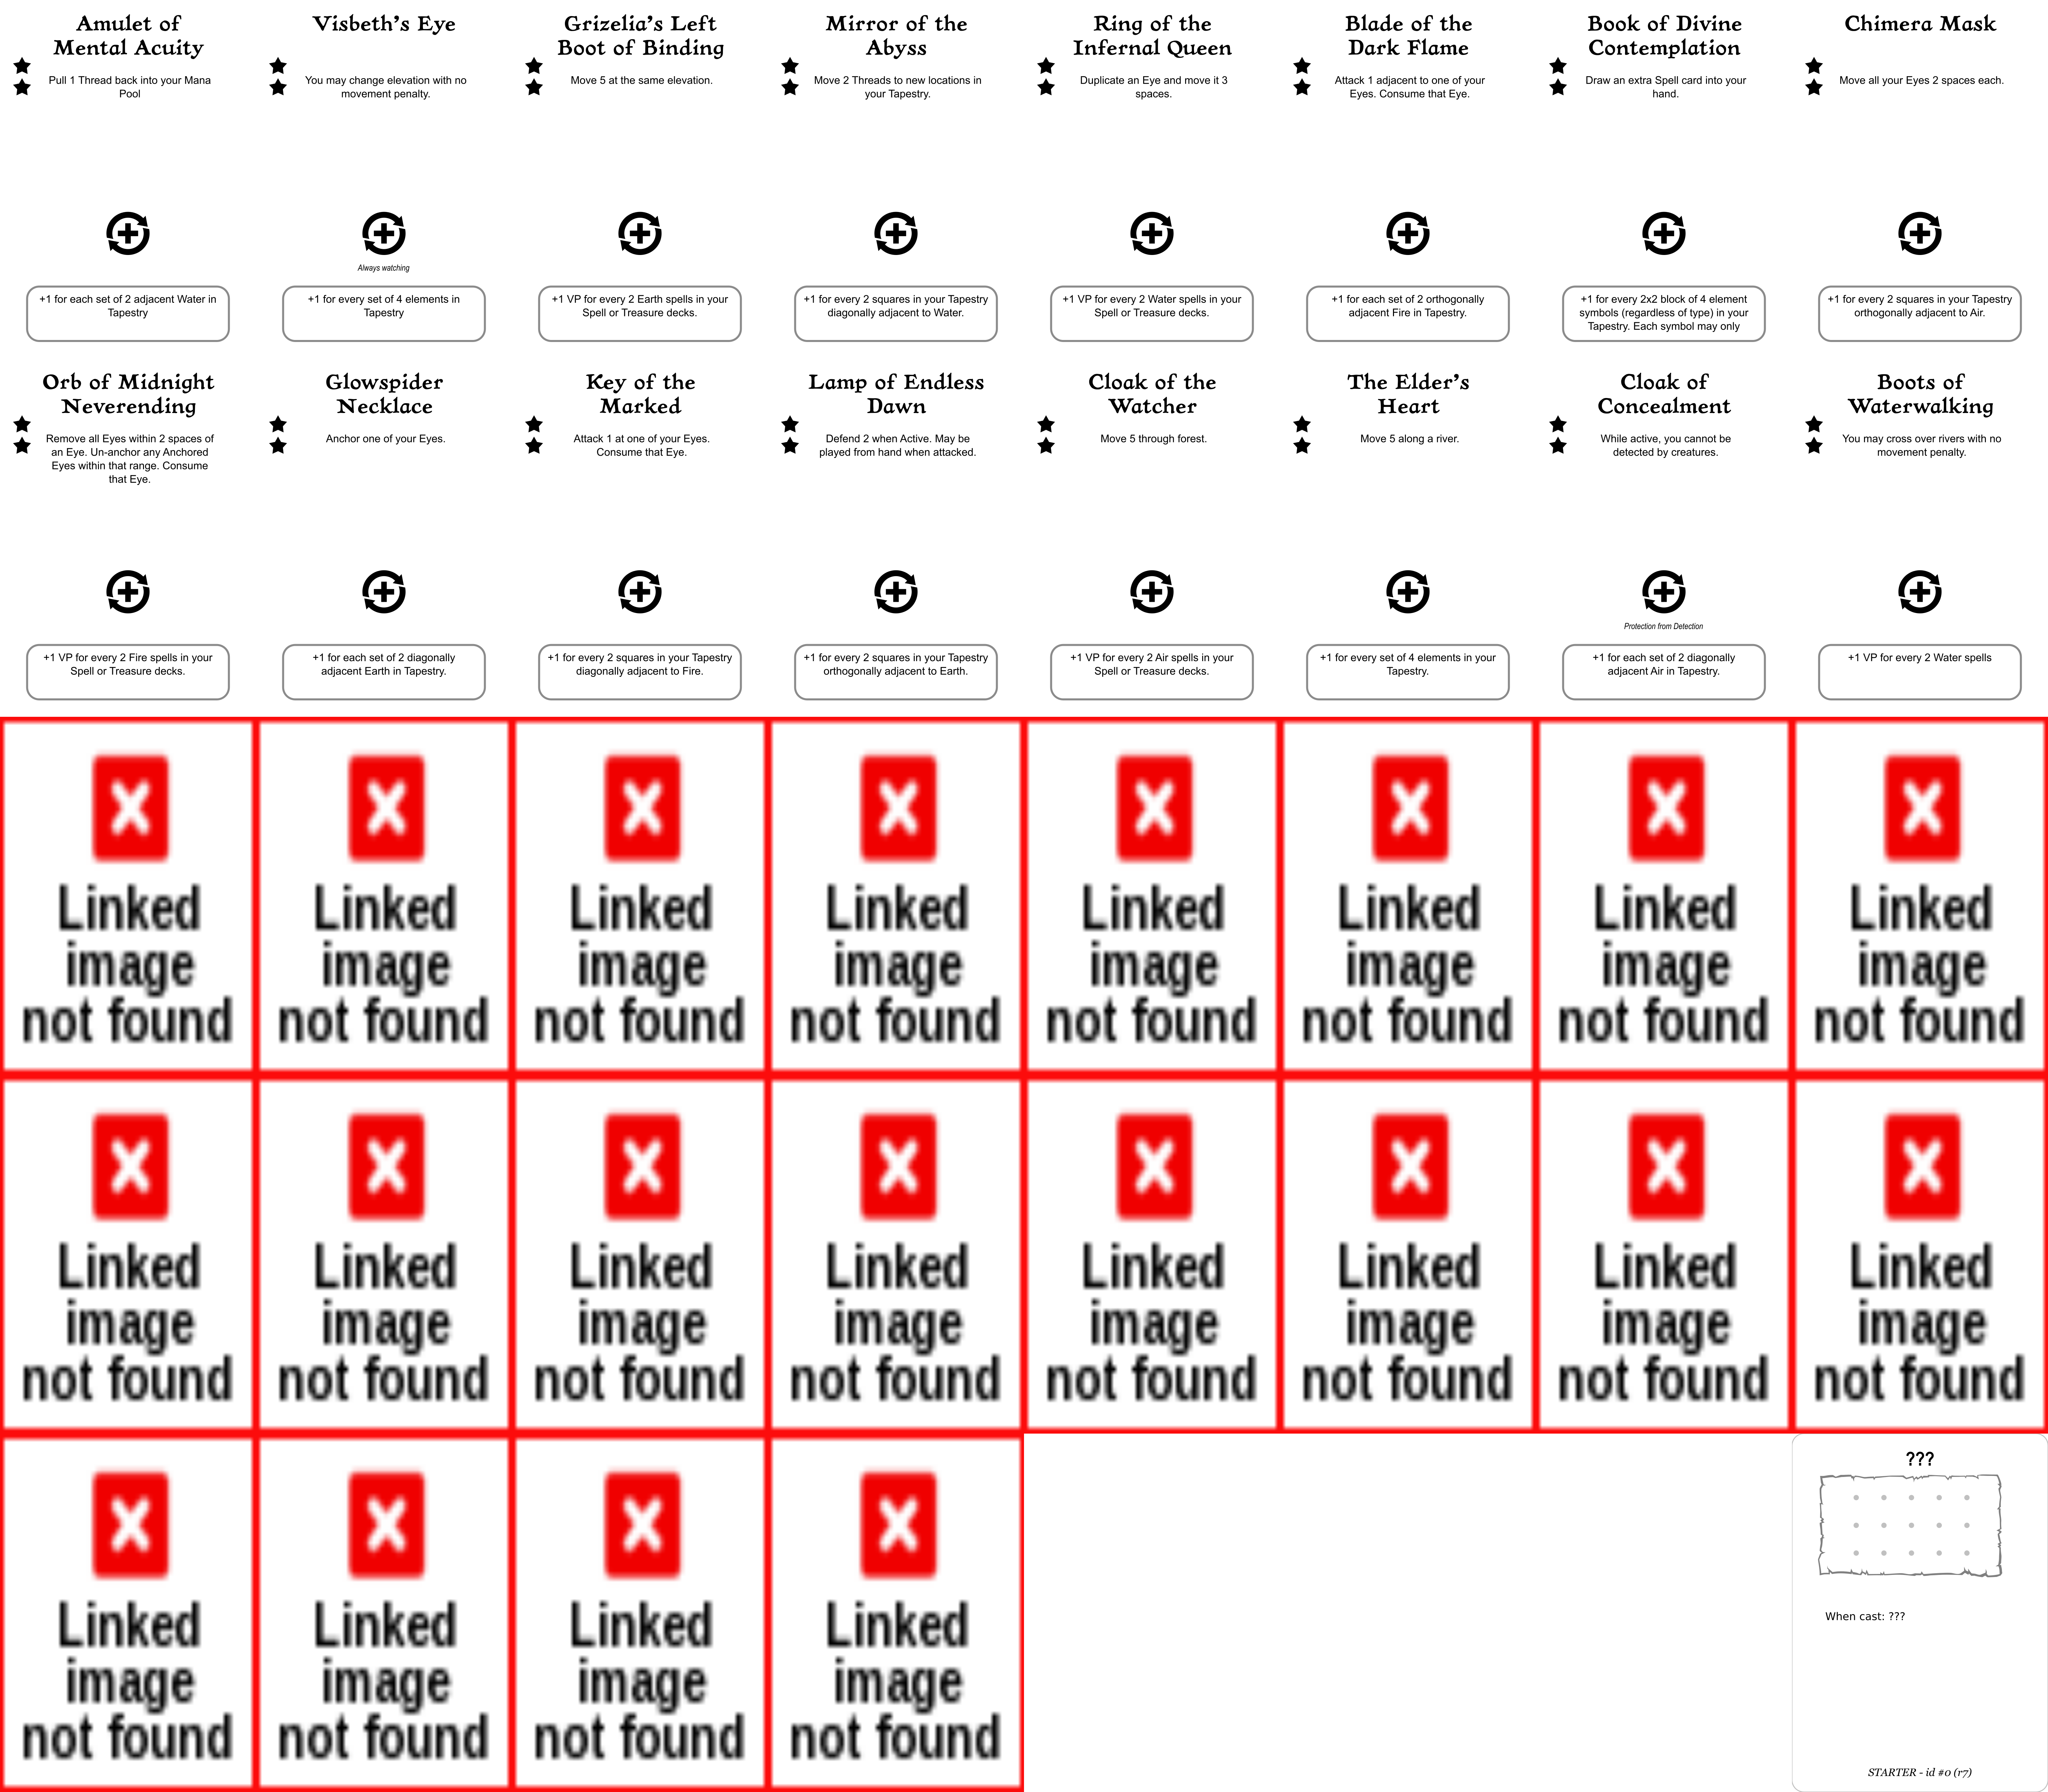 Amulet of
Mental Acuity
Pull 1 Thread back into your Mana
Pool
+1 for each set of 2 adjacent Water in
Tapestry
Visbeth's Eye
You may change elevation with no
movement penalty.
Always watching
+1 for every set of 4 elements in
Tapestry
Grizelia's Left
Boot of Binding
Move 5 at the same elevation.
+1 VP for every 2 Earth spells in your
Spell or Treasure decks.
Mirror of the
Abyss
Move 2 Threads to new locations in
your Tapestry.
+1 for every 2 squares in your Tapestry
diagonally adjacent to Water.
Ring of the
Infernal Queen
Duplicate an Eye and move it 3
spaces.
+1 VP for every 2 Water spells in your
Spell or Treasure decks.
Blade of the
Dark Flame
Attack 1 adjacent to one of your
Eyes. Consume that Eye.
+1 for each set of 2 orthogonally
adjacent Fire in Tapestry.
Book of Divine
Contemplation
Draw an extra Spell card into your
hand.
+1 for every 2x2 block of 4 element
symbols (regardless of type) in your
Tapestry. Each symbol may only
Chimera Mask
Move all your Eyes 2 spaces each.
+1 for every 2 squares in your Tapestry
orthogonally adjacent to Air.
Orb of Midnight
Neverending
Remove all Eyes within 2 spaces of
an Eye. Un-anchor any Anchored
Eyes within that range. Consume
that Eye.
+1 VP for every 2 Fire spells in your
Spell or Treasure decks.
Glowspider
Necklace
Anchor one of your Eyes.
+1 for each set of 2 diagonally
adjacent Earth in Tapestry.
Key of the
Marked
Attack 1 at one of your Eyes.
Consume that Eye.
+1 for every 2 squares in your Tapestry
diagonally adjacent to Fire.
Lamp of Endless
Dawn
Defend 2 when Active. May be
played from hand when attacked.
+1 for every 2 squares in your Tapestry
orthogonally adjacent to Earth.
Cloak of the
Watcher
Move 5 through forest.
+1 VP for every 2 Air spells in your
Spell or Treasure decks.
The Elder's
Heart
Move 5 along a river.
+1 for every set of 4 elements in your
Tapestry.
Cloak of
Concealment
While active, you cannot be
detected by creatures.
Protection from Detection
+1 for each set of 2 diagonally
adjacent Air in Tapestry.
Boots of
Waterwalking
You may cross over rivers with no
movement penalty.
+1 VP for every 2 Water spells
Linked
image
not found
Linked
image
not found
Linked
image
not found
Linked
image
not found
Linked
image
not found
Linked
image
not found
Linked
image
not found
Linked
image
not found
Linked
image
not found
Linked
image
not found
Linked
image
not found
Linked
image
not found
Linked
image
not found
Linked
image
not found
Linked
image
not found
Linked
image
not found
Linked
image
not found
Linked
image
not found
Linked
image
not found
Linked
image
not found
???
When cast: ???
STARTER - id #0 (r7)